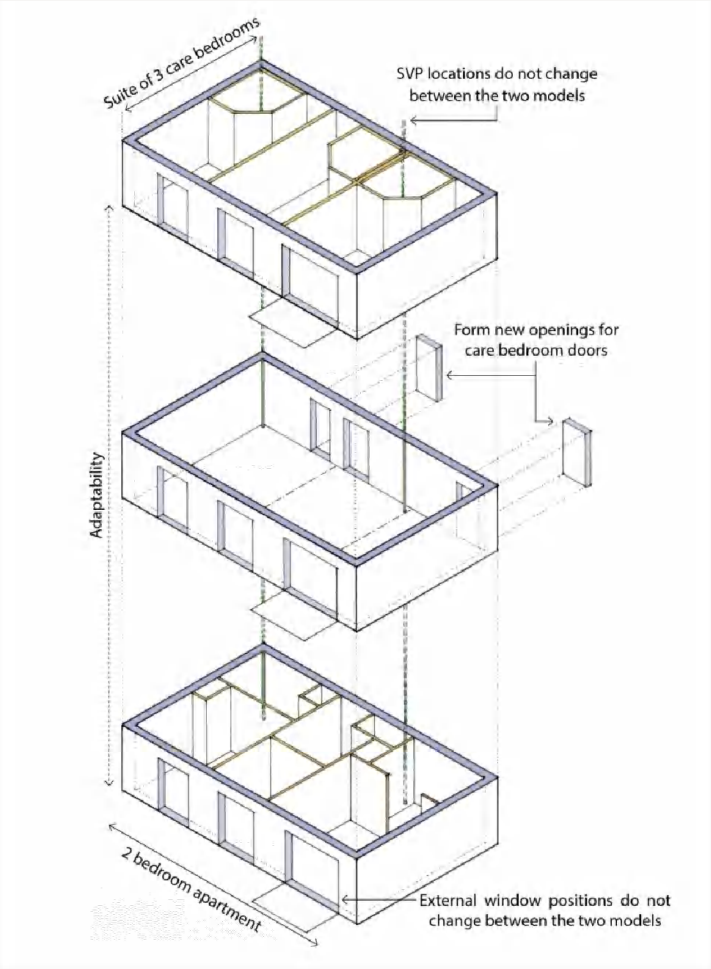 Suite of 3 care bedrooms
SVP locations do not change
between the two models
Form new openings for
care bedroom doors
Adaptability
2 bedroom apartment
External window positions do not
change between the two models